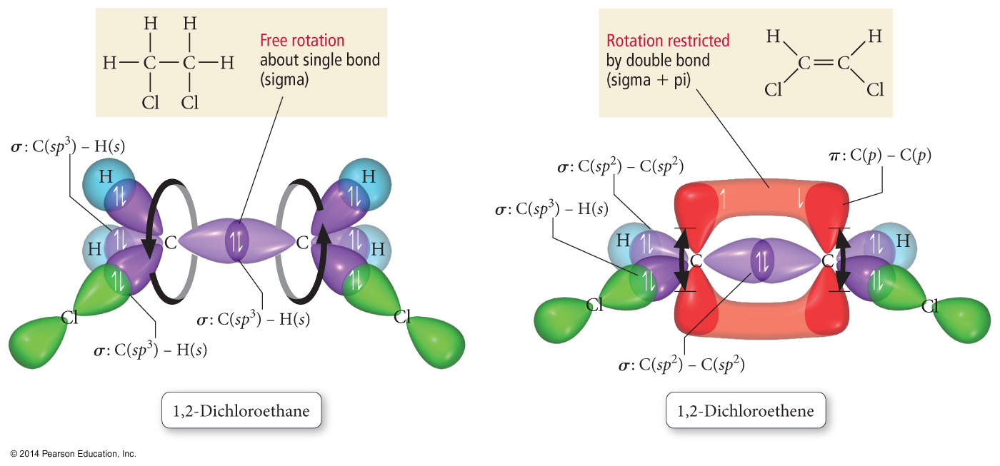 H H
H—C—C—H
Cl Cl
Free rotation
about single bond
(sigma)
σ: C(sp³) – H(s)
H
H
H
H
C
C
Cl
Cl
σ: C(sp³) – H(s)
σ: C(sp³) – H(s)
1,2-Dichloroethane
Rotation restricted
by double bond
(sigma + pi)
H H
C=C
Cl Cl
σ: C(sp²) – C(sp²)
π: C(p) – C(p)
σ: C(sp³) – H(s)
H
H
C
C
Cl
Cl
σ: C(sp²) – C(sp²)
1,2-Dichloroethene
© 2014 Pearson Education, Inc.